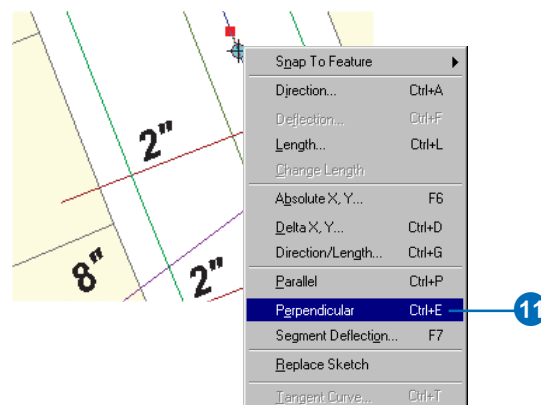 Snap To Feature
Direction... Ctrl+A
Deflection... Ctrl+F
Length... Ctrl+L
Change Length
Absolute X, Y... F6
Delta X, Y... Ctrl+D
Direction/Length... Ctrl+G
Parallel Ctrl+P
Perpendicular Ctrl+E
11
Segment Deflection... F7
Replace Sketch
Tangent Curve... Ctrl+T
2"
8"
2"